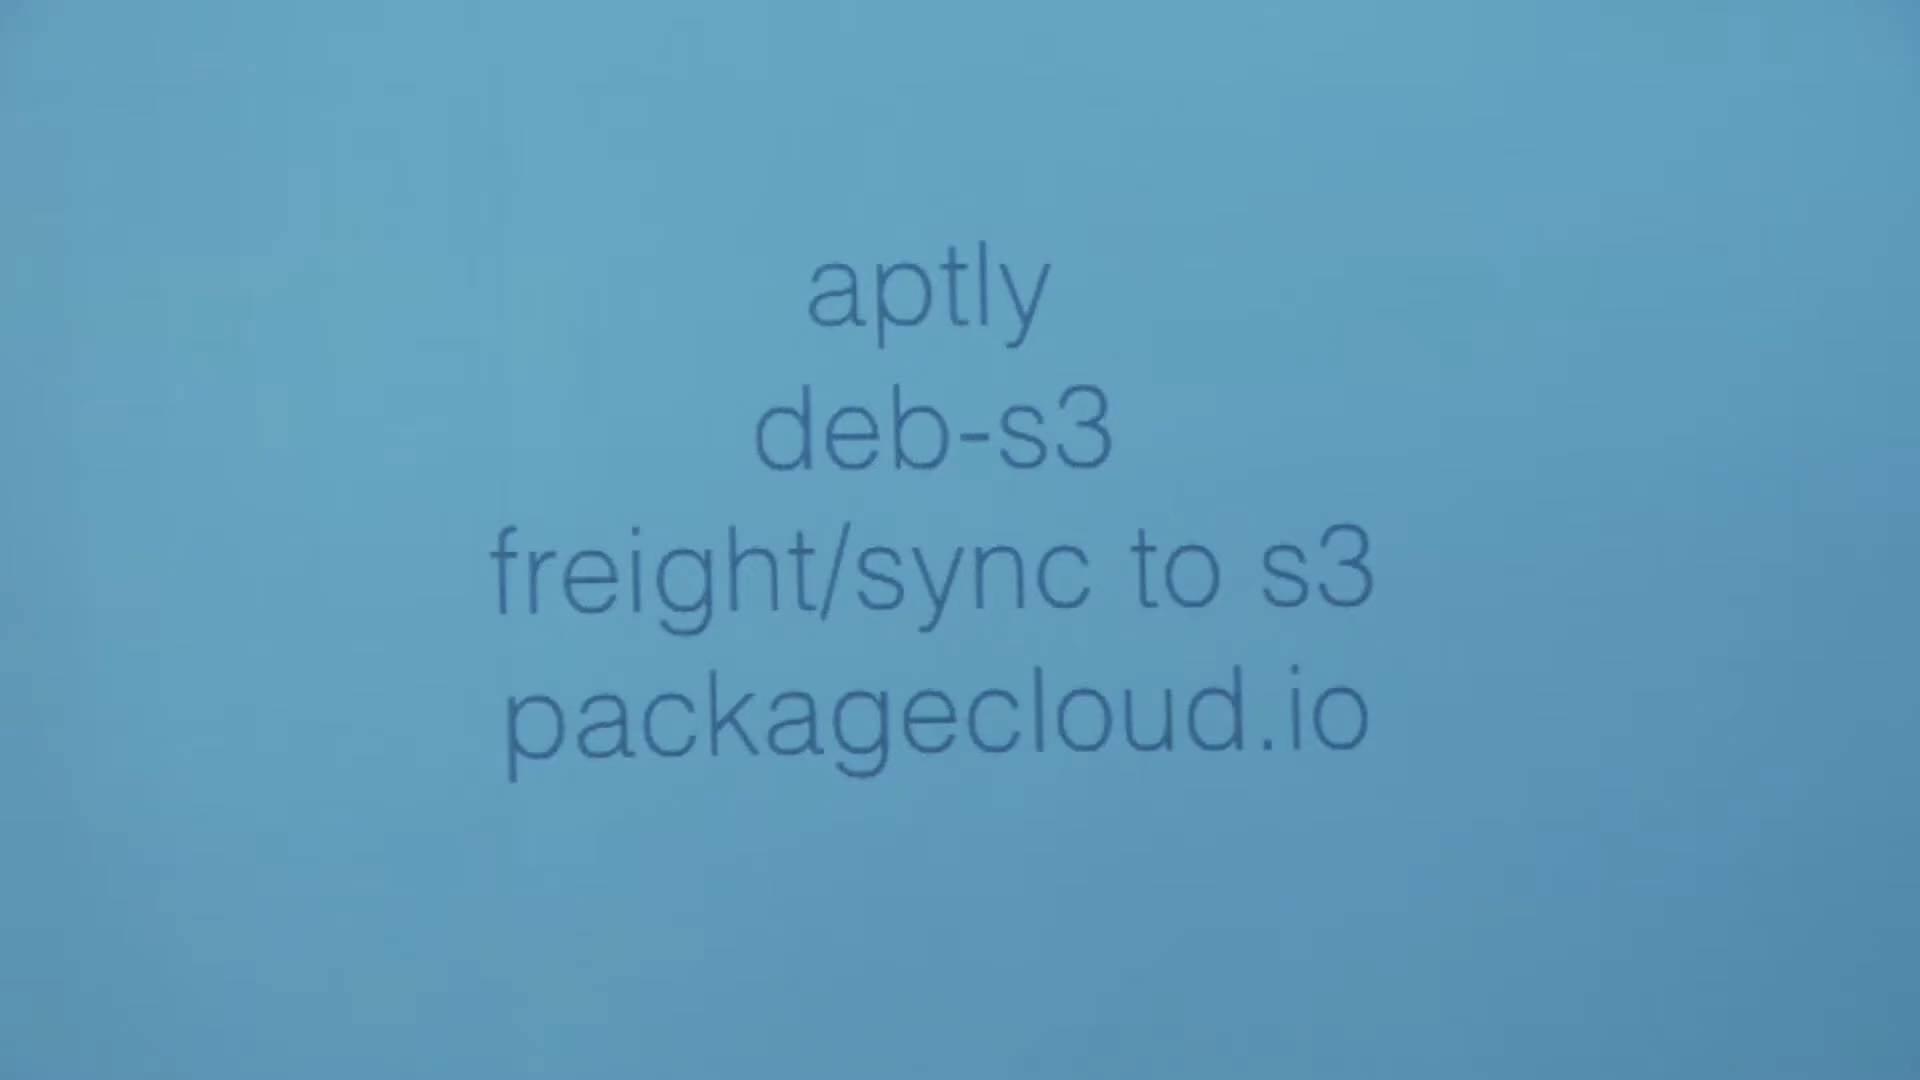 aptly
deb-s3
freight/sync to s3
packagecloud.io